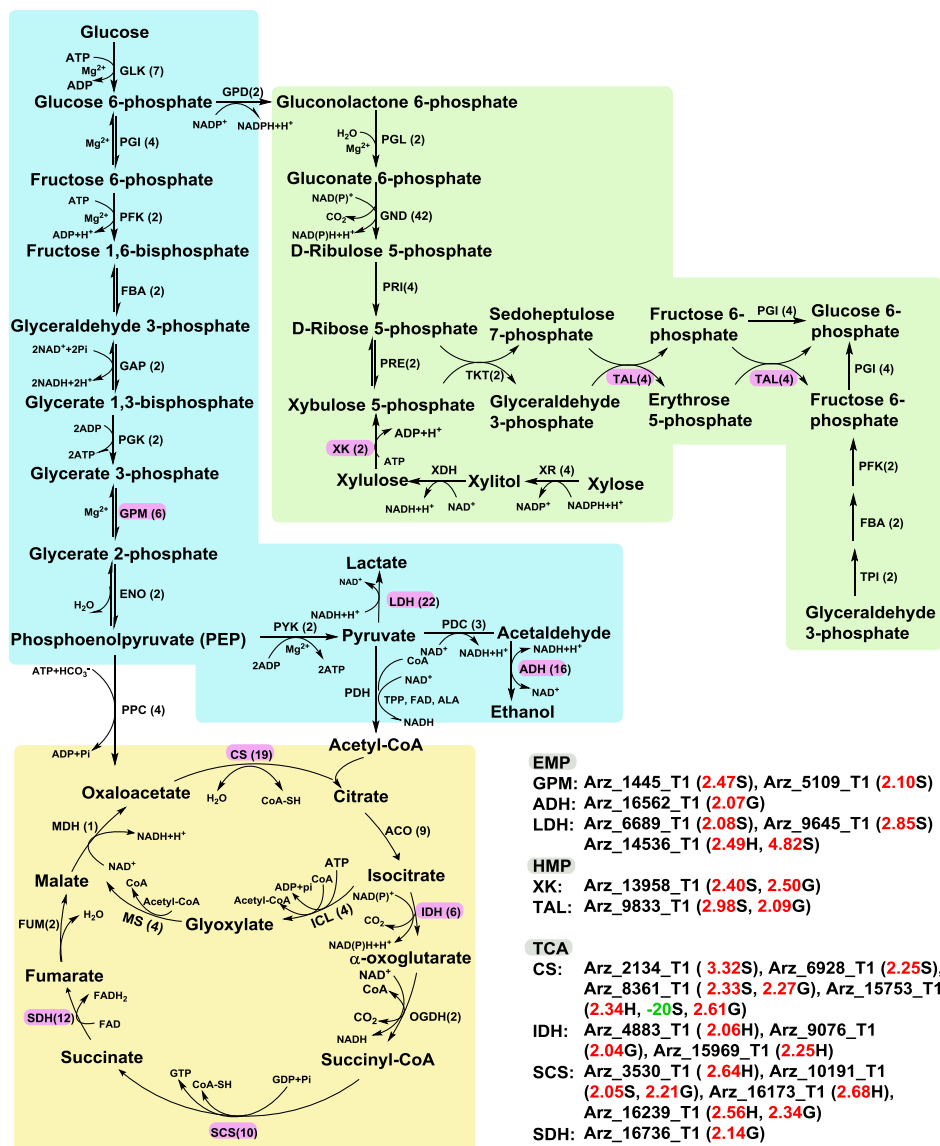 Glucose
ATP
Mg²⁺
ADP
GLK (7)
Glucose 6-phosphate
GPD(2)
NADP⁺
NADPH+H⁺
Gluconolactone 6-phosphate
Mg²⁺
PGI (4)
H₂O
Mg²⁺
PGL (2)
Fructose 6-phosphate
Gluconate 6-phosphate
ATP
Mg²⁺
ADP+H⁺
PFK (2)
NAD(P)⁺
CO₂
NAD(P)H+H⁺
GND (42)
Fructose 1,6-bisphosphate
D-Ribulose 5-phosphate
FBA (2)
PRI(4)
Glyceraldehyde 3-phosphate
D-Ribose 5-phosphate
Sedoheptulose
7-phosphate
Fructose 6-
phosphate
PGI (4)
Glucose 6-
phosphate
2NAD⁺+2Pi
2NADH+2H⁺
GAP (2)
PRE(2)
TKT(2)
TAL(4)
TAL(4)
PGI (4)
Glycerate 1,3-bisphosphate
Xybulose 5-phosphate
Glyceraldehyde
3-phosphate
Erythrose
5-phosphate
Fructose 6-
phosphate
2ADP
2ATP
PGK (2)
ADP+H⁺
XK (2)
ATP
Glycerate 3-phosphate
Xylulose
XDH
NADH+H⁺
NAD⁺
Xylitol
XR (4)
NADP⁺
NADPH+H⁺
Xylose
PFK(2)
Mg²⁺
GPM (6)
FBA (2)
Glycerate 2-phosphate
Lactate
TPI (2)
H₂O
ENO (2)
NAD⁺
NADH+H⁺
LDH (22)
Glyceraldehyde
3-phosphate
Phosphoenolpyruvate (PEP)
PYK (2)
2ADP
Mg²⁺
2ATP
Pyruvate
PDC (3)
NAD⁺
NADH+H⁺
Acetaldehyde
NADH+H⁺
ADH (16)
NAD⁺
Ethanol
ATP+HCO₃⁻
PPC (4)
ADP+Pi
PDH
CoA
NAD⁺
TPP, FAD, ALA
NADH
Acetyl-CoA
CS (19)
H₂O
CoA-SH
Oxaloacetate
Citrate
MDH (1)
NADH+H⁺
NAD⁺
ACO (9)
Malate
CoA
Acetyl-CoA
MS (4)
Glyoxylate
ATP
CoA
ADP+pi
Acetyl-CoA
ICL (4)
Isocitrate
NAD(P)⁺
IDH (6)
CO₂
NAD(P)H+H⁺
FUM(2)
H₂O
Fumarate
α-oxoglutarate
NAD⁺
CoA
CO₂
NADH
OGDH(2)
SDH(12)
FADH₂
FAD
Succinate
Succinyl-CoA
GTP
CoA-SH
GDP+Pi
SCS(10)
EMP
GPM: Arz_1445_T1 (2.47S), Arz_5109_T1 (2.10S)
ADH: Arz_16562_T1 (2.07G)
LDH: Arz_6689_T1 (2.08S), Arz_9645_T1 (2.85S)
Arz_14536_T1 (2.49H, 4.82S)
HMP
XK: Arz_13958_T1 (2.40S, 2.50G)
TAL: Arz_9833_T1 (2.98S, 2.09G)
TCA
CS: Arz_2134_T1 ( 3.32S), Arz_6928_T1 (2.25S),
Arz_8361_T1 ( 2.33S, 2.27G), Arz_15753_T1
(2.34H, -20S, 2.61G)
IDH: Arz_4883_T1 ( 2.06H), Arz_9076_T1
(2.04G), Arz_15969_T1 (2.25H)
SCS: Arz_3530_T1 ( 2.64H), Arz_10191_T1
(2.05S, 2.21G), Arz_16173_T1 (2.68H),
Arz_16239_T1 (2.56H, 2.34G)
SDH: Arz_16736_T1 (2.14G)